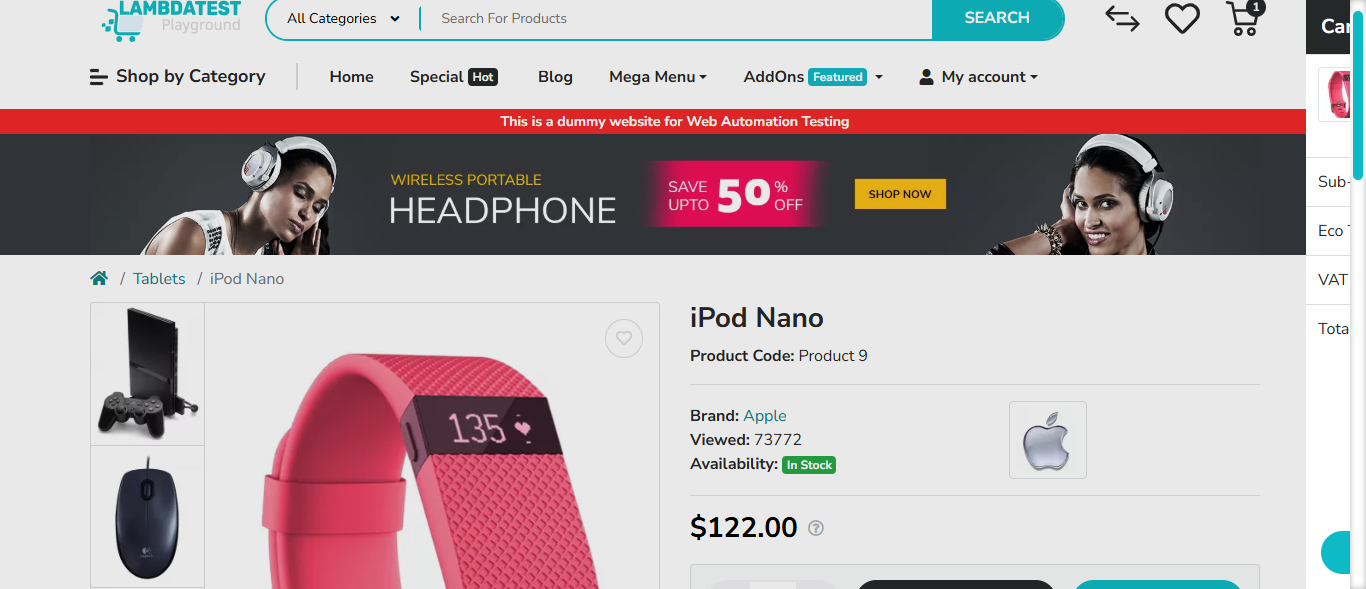 LAMBDATEST
Playground
All Categories
Search For Products
SEARCH
1
Shop by Category
Home
Special Hot
Blog
Mega Menu
AddOns Featured
My account
This is a dummy website for Web Automation Testing
WIRELESS PORTABLE
HEADPHONE
SAVE UPTO 50 % OFF
SHOP NOW
/ Tablets / iPod Nano
135
iPod Nano
Product Code: Product 9
Brand: Apple
Viewed: 73772
Availability: In Stock
$122.00
?
Car
Sub-
Eco
VAT
Tota